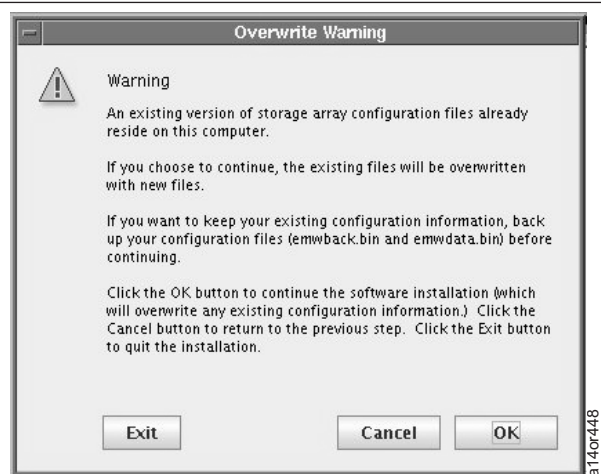 Overwrite Warning
Warning
An existing version of storage array configuration files already
reside on this computer.
If you choose to continue, the existing files will be overwritten
with new files.
If you want to keep your existing configuration information, back
up your configuration files (emwback.bin and emwdata.bin) before
continuing.
Click the OK button to continue the software installation (which
will overwrite any existing configuration information.) Click the
Cancel button to return to the previous step. Click the Exit button
to quit the installation.
Exit
Cancel
OK
a14or448